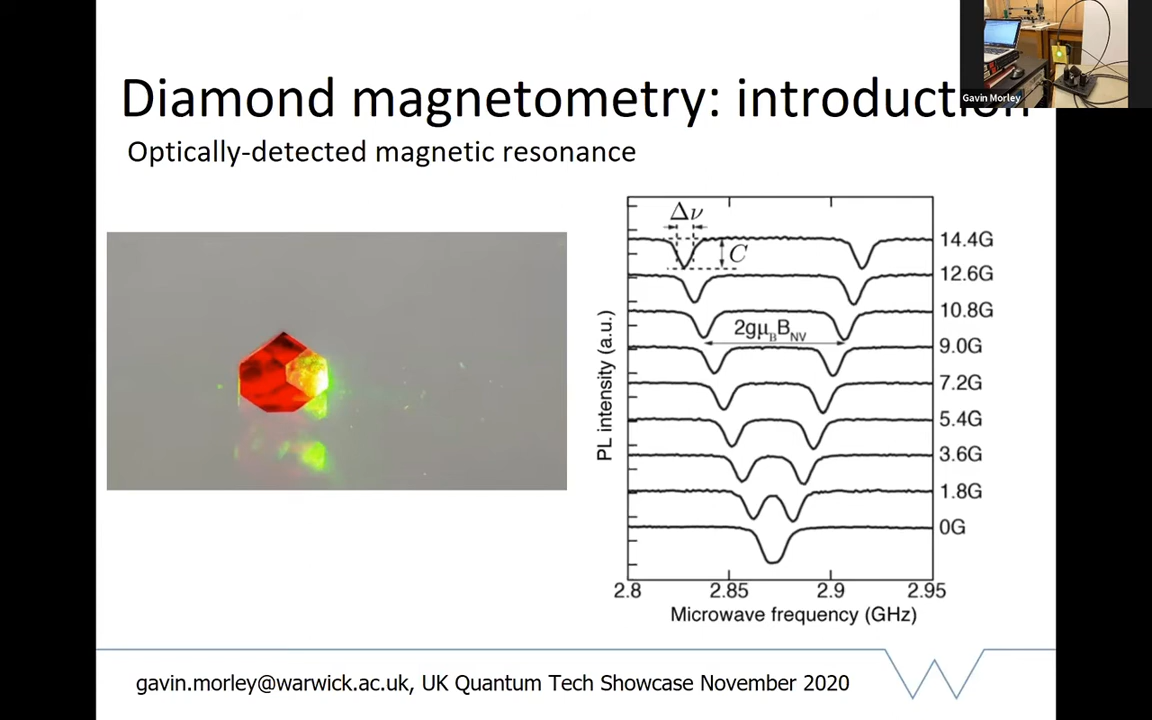 Diamond magnetometry: introduction
Gavin Morley
Optically-detected magnetic resonance
Δν
C
2gμBBNV
14.4G
12.6G
10.8G
9.0G
7.2G
5.4G
3.6G
1.8G
0G
PL intensity (a.u.)
2.8 2.85 2.9 2.95
Microwave frequency (GHz)
gavin.morley@warwick.ac.uk, UK Quantum Tech Showcase November 2020